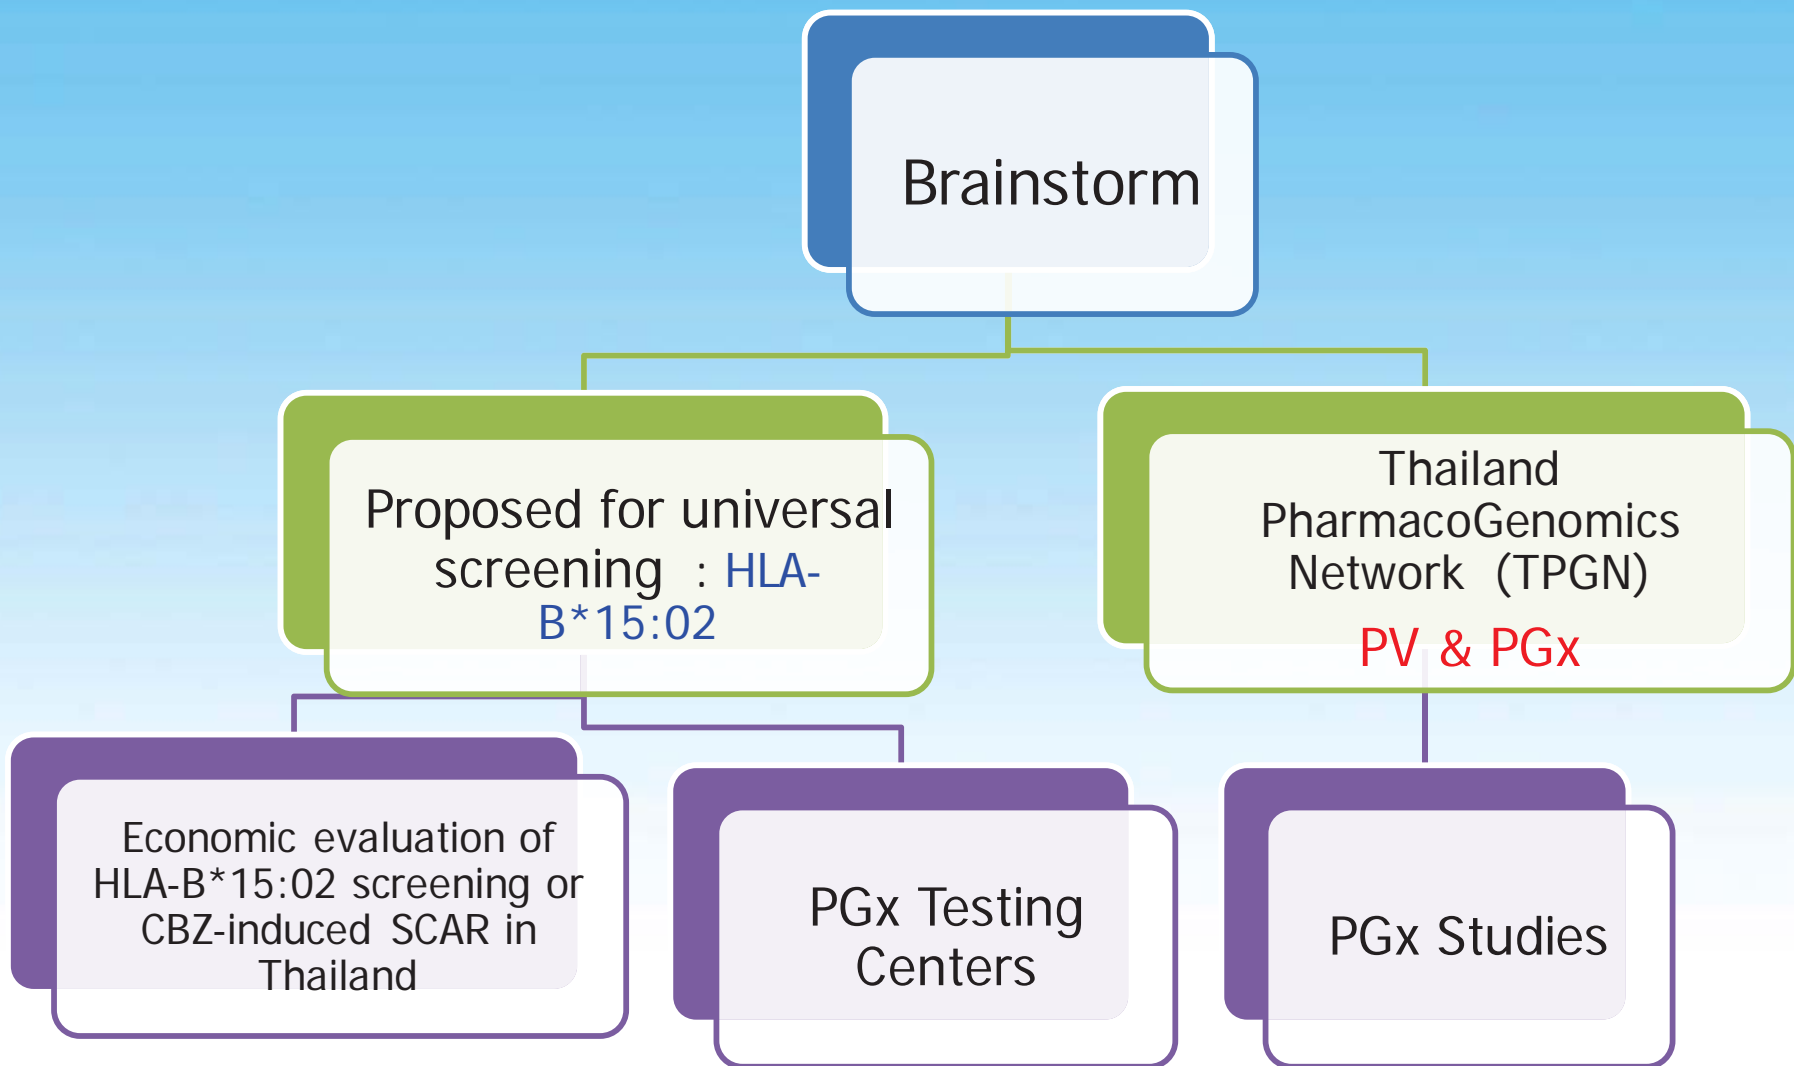 Brainstorm
Proposed for universal
screening : HLA-
B*15:02
Thailand
PharmacoGenomics
Network (TPGN)
PV & PGx
Economic evaluation of
HLA-B*15:02 screening or
CBZ-induced SCAR in
Thailand
PGx Testing
Centers
PGx Studies